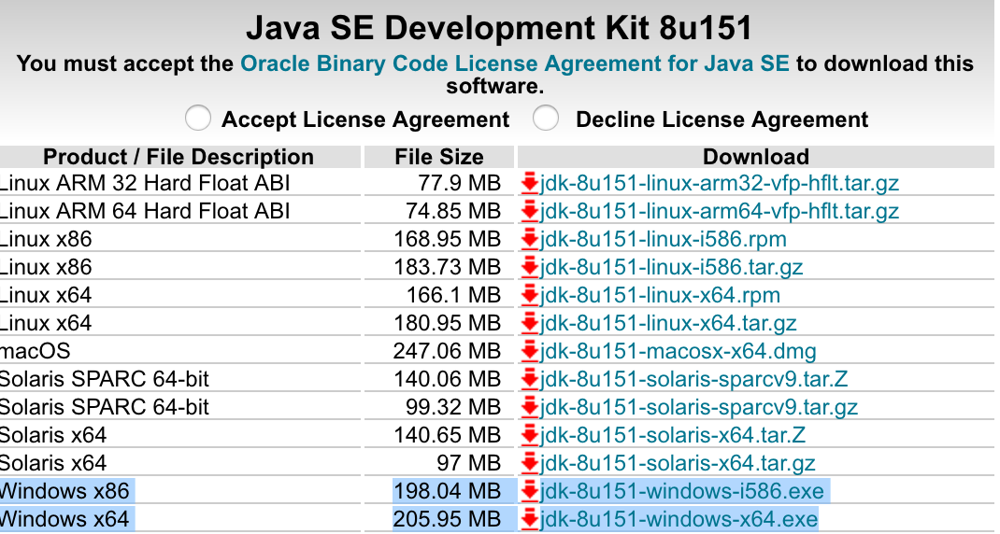 Java SE Development Kit 8u151
You must accept the Oracle Binary Code License Agreement for Java SE to download this
software.
Accept License Agreement Decline License Agreement
Product / File Description File Size Download
Linux ARM 32 Hard Float ABI 77.9 MB jdk-8u151-linux-arm32-vfp-hflt.tar.gz
Linux ARM 64 Hard Float ABI 74.85 MB jdk-8u151-linux-arm64-vfp-hflt.tar.gz
Linux x86 168.95 MB jdk-8u151-linux-i586.rpm
Linux x86 183.73 MB jdk-8u151-linux-i586.tar.gz
Linux x64 166.1 MB jdk-8u151-linux-x64.rpm
Linux x64 180.95 MB jdk-8u151-linux-x64.tar.gz
macOS 247.06 MB jdk-8u151-macosx-x64.dmg
Solaris SPARC 64-bit 140.06 MB jdk-8u151-solaris-sparcv9.tar.Z
Solaris SPARC 64-bit 99.32 MB jdk-8u151-solaris-sparcv9.tar.gz
Solaris x64 140.65 MB jdk-8u151-solaris-x64.tar.Z
Solaris x64 97 MB jdk-8u151-solaris-x64.tar.gz
Windows x86 198.04 MB jdk-8u151-windows-i586.exe
Windows x64 205.95 MB jdk-8u151-windows-x64.exe